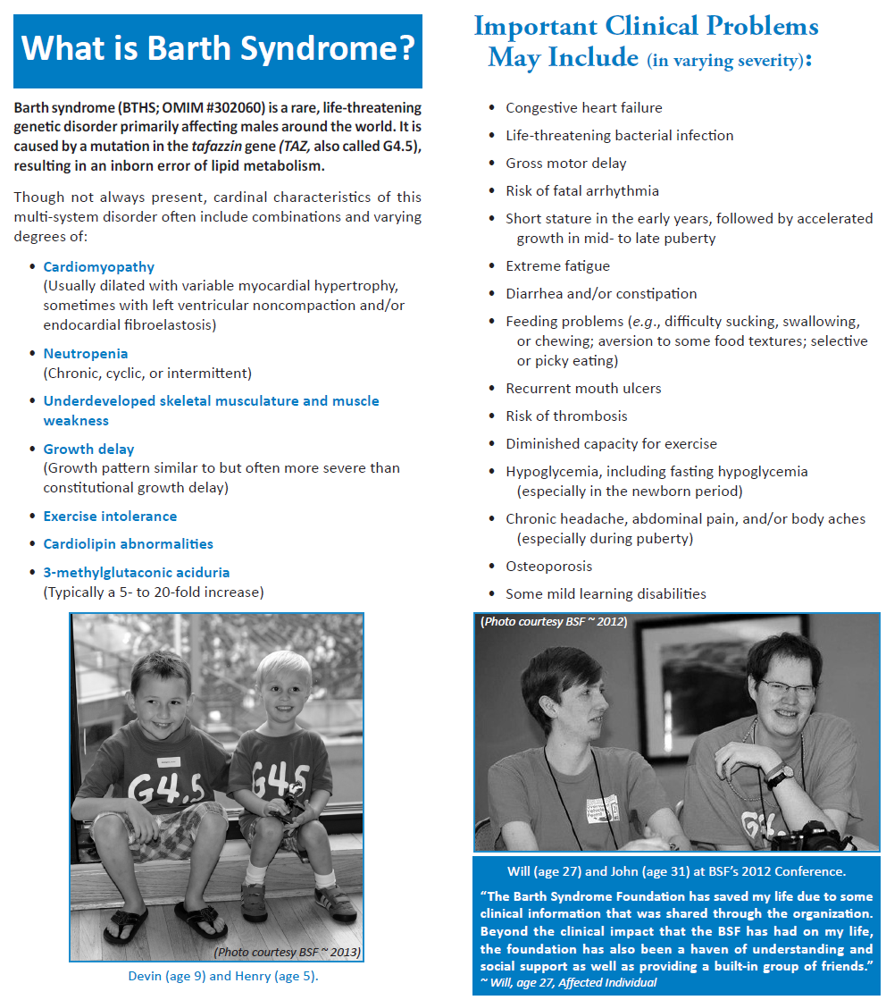 What is Barth Syndrome?
Barth syndrome (BTHS; OMIM #302060) is a rare, life-threatening
genetic disorder primarily affecting males around the world. It is
caused by a mutation in the tafazzin gene (TAZ, also called G4.5),
resulting in an inborn error of lipid metabolism.
Though not always present, cardinal characteristics of this
multi-system disorder often include combinations and varying
degrees of:
• Cardiomyopathy
(Usually dilated with variable myocardial hypertrophy,
sometimes with left ventricular noncompaction and/or
endocardial fibroelastosis)
• Neutropenia
(Chronic, cyclic, or intermittent)
• Underdeveloped skeletal musculature and muscle
weakness
• Growth delay
(Growth pattern similar to but often more severe than
constitutional growth delay)
• Exercise intolerance
• Cardiolipin abnormalities
• 3-methylglutaconic aciduria
(Typically a 5- to 20-fold increase)
G4.5
G4.5
(Photo courtesy BSF ~ 2013)
Devin (age 9) and Henry (age 5).
Important Clinical Problems
May Include (in varying severity):
• Congestive heart failure
• Life-threatening bacterial infection
• Gross motor delay
• Risk of fatal arrhythmia
• Short stature in the early years, followed by accelerated
growth in mid- to late puberty
• Extreme fatigue
• Diarrhea and/or constipation
• Feeding problems (e.g., difficulty sucking, swallowing,
or chewing; aversion to some food textures; selective
or picky eating)
• Recurrent mouth ulcers
• Risk of thrombosis
• Diminished capacity for exercise
• Hypoglycemia, including fasting hypoglycemia
(especially in the newborn period)
• Chronic headache, abdominal pain, and/or body aches
(especially during puberty)
• Osteoporosis
• Some mild learning disabilities
(Photo courtesy BSF ~ 2012)
Will (age 27) and John (age 31) at BSF's 2012 Conference.
“The Barth Syndrome Foundation has saved my life due to some
clinical information that was shared through the organization.
Beyond the clinical impact that the BSF has had on my life,
the foundation has also been a haven of understanding and
social support as well as providing a built-in group of friends.”
~ Will, age 27, Affected Individual